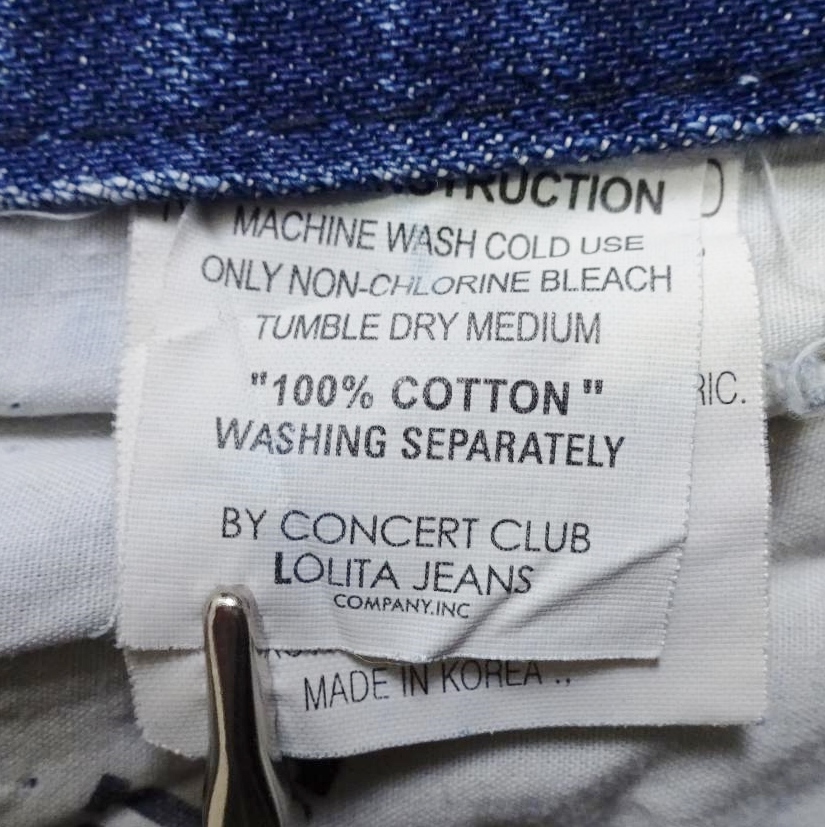 MACHINE WASH COLD USE
ONLY NON-CHLORINE BLEACH
TUMBLE DRY MEDIUM
"100% COTTON"
WASHING SEPARATELY
BY CONCERT CLUB
LOLITA JEANS
COMPANY.INC
MADE IN KOREA ..